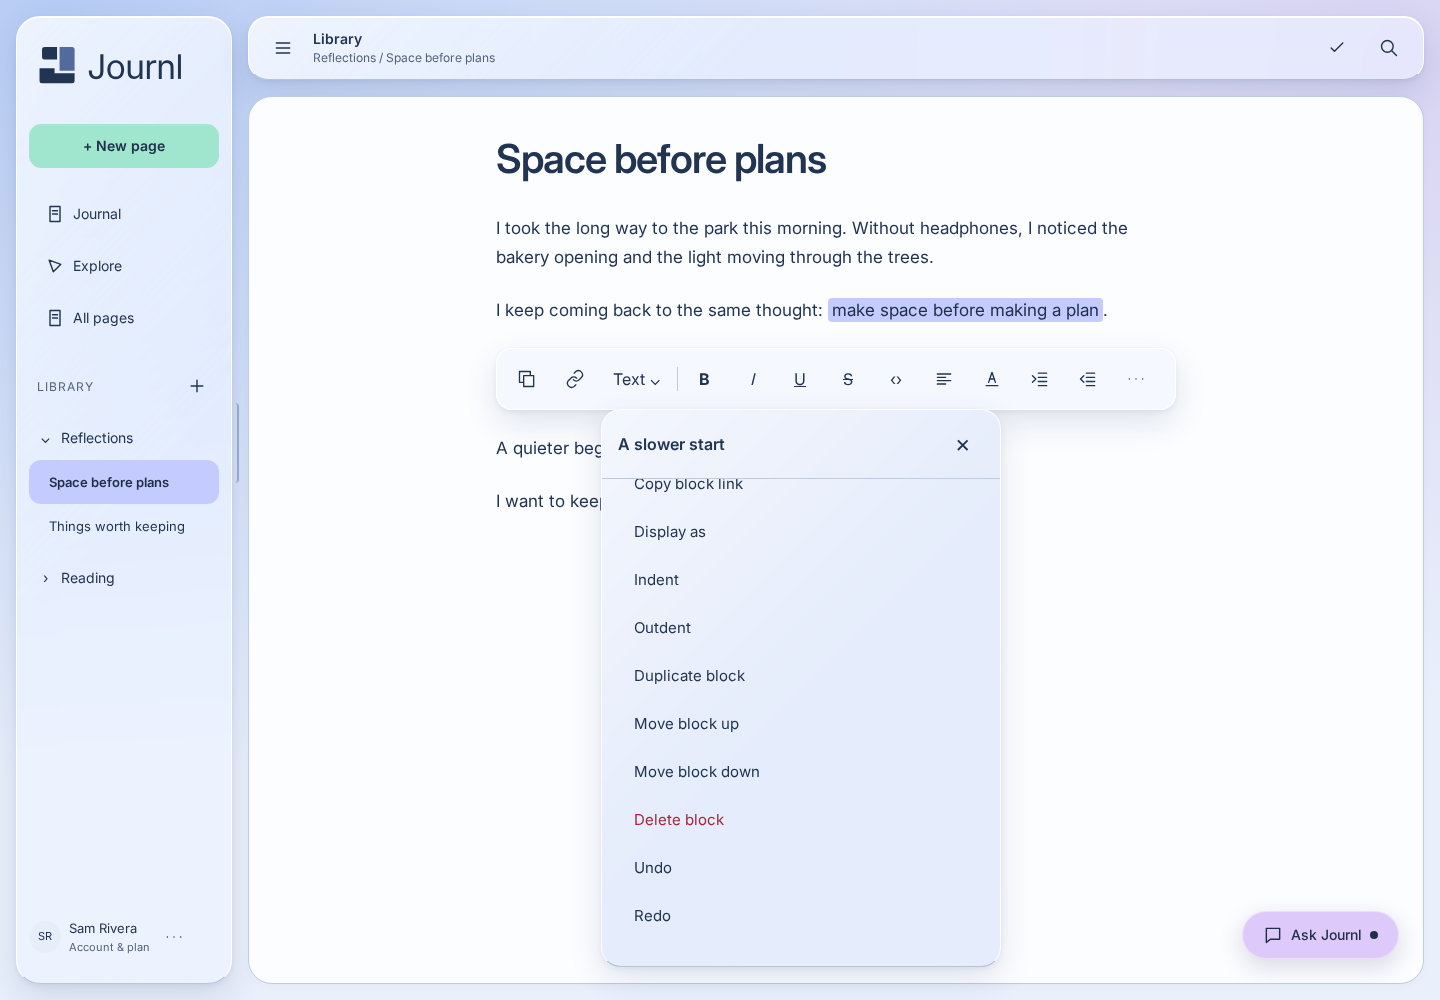 Journl
+ New page
Journal
Explore
All pages
LIBRARY
Reflections
Space before plans
Things worth keeping
Reading
SR
Sam Rivera
Account & plan
Library
Reflections / Space before plans
Space before plans
I took the long way to the park this morning. Without headphones, I noticed the
bakery opening and the light moving through the trees.
I keep coming back to the same thought: make space before making a plan.
Text B I U S A
A quieter beg
I want to keep
A slower start
Copy block link
Display as
Indent
Outdent
Duplicate block
Move block up
Move block down
Delete block
Undo
Redo
Ask Journl